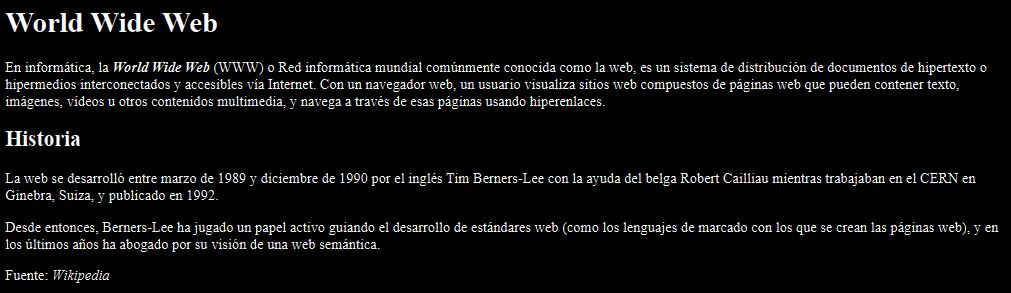 World Wide Web
En informática, la World Wide Web (WWW) o Red informática mundial comúnmente conocida como la web, es un sistema de distribución de documentos de hipertexto o
hipermedios interconectados y accesibles vía Internet. Con un navegador web, un usuario visualiza sitios web compuestos de páginas web que pueden contener texto,
imágenes, vídeos u otros contenidos multimedia, y navega a través de esas páginas usando hiperenlaces.
Historia
La web se desarrolló entre marzo de 1989 y diciembre de 1990 por el inglés Tim Berners-Lee con la ayuda del belga Robert Cailliau mientras trabajaban en el CERN en
Ginebra, Suiza, y publicado en 1992.
Desde entonces, Berners-Lee ha jugado un papel activo guiando el desarrollo de estándares web (como los lenguajes de marcado con los que se crean las páginas web), y en
los últimos años ha abogado por su visión de una web semántica.
Fuente: Wikipedia